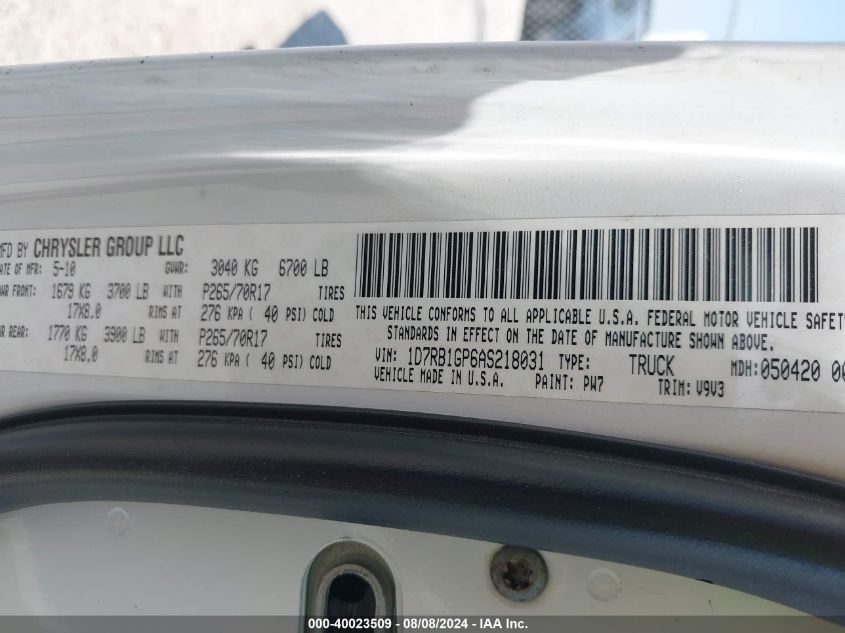 MFD BY CHRYSLER GROUP LLC
DATE OF MFR: 5-10 GVWR: 3040 KG 6700 LB
FRONT: 1679 KG 3700 LB WITH P265/70R17 TIRES
17X8.0 RIMS AT 276 KPA ( 40 PSI) COLD
REAR: 1770 KG 3900 LB WITH P265/70R17 TIRES
17X8.0 RIMS AT 276 KPA ( 40 PSI) COLD
THIS VEHICLE CONFORMS TO ALL APPLICABLE U.S.A. FEDERAL MOTOR VEHICLE SAFET
STANDARDS IN EFFECT ON THE DATE OF MANUFACTURE SHOWN ABOVE.
VIN: 1D7RB1GP6AS218031 TYPE: TRUCK MDH:050420
VEHICLE MADE IN U.S.A. PAINT: PW7 TRIM: V9V3
000-40023509 - 08/08/2024 - IAA Inc.